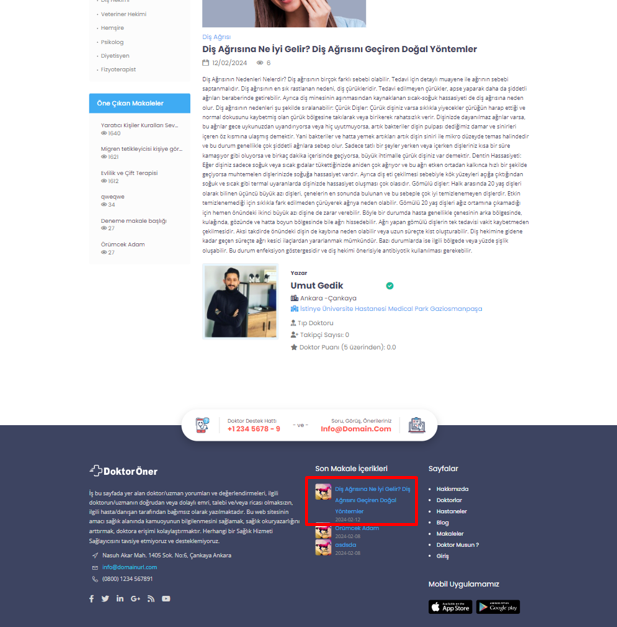 Diş Hekimi
Veteriner Hekimi
Hemşire
Psikolog
Diyetisyen
Fizyoterapist
Öne Çıkan Makaleler
Yaratıcı Kişiler Kuralları Sev...
1640
Migren tetikleyicisi kişiye gör...
1621
Evlilik ve Çift Terapisi
1612
qweqwe
34
Deneme makale başlığı
27
Örümcek Adam
27
Diş Ağrısı
Diş Ağrısına Ne İyi Gelir? Diş Ağrısını Geçiren Doğal Yöntemler
12/02/2024 6
Diş Ağrısının Nedenleri Nelerdir? Diş ağrısının birçok farklı sebebi olabilir. Tedavi için detaylı muayene ile ağrının sebebi
saptanmalıdır. Diş ağrısının en sık rastlanan nedeni, diş çürükleridir. Tedavi edilmeyen çürükler, apse yaparak daha da şiddetli
ağrıları beraberinde getirebilir. Ayrıca diş minesinin aşınmasından kaynaklanan sıcak-soğuk hassasiyeti de diş ağrısına neden
olur. Diş ağrısının nedenleri şu şekilde sıralanabilir: Çürük Dişler: Çürük dişiniz varsa sıklıkla yiyecekler çürüğün harap ettiği ve
normal dokusunu kaybetmiş olan çürük bölgesine takılarak veya birikerek rahatsızlık verir. Dişinizde dayanılmaz ağrılar varsa,
bu ağrılar gece uykunuzdan uyandırıyorsa veya hiç uyutmuyorsa, artık bakteriler dişin pulpası dediğimiz damar ve sinirleri
içeren öz kısmına ulaşmış demektir. Yani bakteriler ve yaptığı hasar yemek artıkları artık dişin siniri ile mikro düzeyde temas halindedir
ve bu durum genellikle çok şiddetli ağrılara sebep olur. Sadece tatlı bir şeyler yerken veya içerken dişleriniz kısa bir süre
kamaşıyor gibi oluyorsa ve birkaç dakika içerisinde geçiyorsa, büyük ihtimalle çürük dişiniz var demektir. Dentin Hassasiyeti:
Eğer dişiniz sadece soğuk veya sıcak gıdalar tükettiğinizde aniden çok ağrıyor ve bu ağrı etken ortadan kalkınca hızlı bir şekilde
geçiyorsa muhtemelen dişlerinizde soğuğa hassasiyet vardır. Ayrıca diş eti çekilmesi sebebiyle kök yüzeyleri açığa çıktığından
soğuk ve sıcak gibi termal uyaranlarda dişinizde hassasiyet oluşması çok olasıdır. Gömülü dişler: Halk arasında 20 yaş dişleri
olarak bilinen üçüncü büyük azı dişleri, çenelerin en sonunda bulunan ve bu sebeple çok iyi temizlenemeyen dişlerdir. Etkin
temizlenemediği için sıklıkla fark edilmeden çürüyerek ağrıya neden olabilir. Gömülü 20 yaş dişleri ağız ortamına çıkamadığı
için hemen önündeki ikinci büyük azı dişine de zarar verebilir. Böyle bir durumda hasta genellikle çenesinin arka bölgesinde,
kulağında, gözünde ve hatta boyun bölgesinde bile ağrı hissedebilir. Ağrı yapan gömülü dişlerin tek tedavisi vakit kaybetmeden
çekilmesidir. Aksi takdirde önündeki dişin de kaybına neden olabilir veya uzun süreçte kist oluşturabilir. Diş hekimine gidene
kadar geçen süreçte ağrı kesici ilaçlardan yararlanmak mümkündür. Bazı durumlarda ise ilgili bölgede veya yüzde şişlik
oluşabilir. Bu durum enfeksiyon göstergesidir ve diş hekimi önerisiyle antibiyotik kullanılması gerekebilir.
Yazar
Umut Gedik
Ankara -Çankaya
İstinye Üniversite Hastanesi Medical Park Gaziosmanpaşa
Tıp Doktoru
Takipçi Sayısı: 0
Doktor Puanı (5 üzerinden): 0.0
Doktor Destek Hattı
+1 234 5678 - 9
- ve -
Soru, Görüş, Önerileriniz
Info@Domain.Com
DoktorÖner
İş bu sayfada yer alan doktor/uzman yorumları ve değerlendirmeleri, ilgili
doktorun/uzmanın doğrudan veya dolaylı emri, talebi ve/veya ricası olmaksızın,
ilgili hasta/danışan tarafından bağımsız olarak yazılmaktadır. Bu web sitesinin
amacı sağlık alanında kamuoyunun bilgilenmesini sağlamak, sağlık okuryazarlığını
arttırmak, doktora erişimi kolaylaştırmaktır. Herhangi bir Sağlık Hizmeti
Sağlayıcısını tavsiye etmiyoruz ve desteklemiyoruz.
Nasuh Akar Mah. 1405 Sok. No:6, Çankaya Ankara
info@domainurl.com
(0800) 1234 567891
Son Makale İçerikleri
Diş Ağrısına Ne İyi Gelir? Diş
Ağrısını Geçiren Doğal
Yöntemler
2024-02-12
Örümcek Adam
2024-02-08
asdada
2024-02-08
Sayfalar
Hakkımızda
Doktorlar
Hastaneler
Blog
Makaleler
Doktor Musun ?
Giriş
Mobil Uygulamamız
App Store
Google play